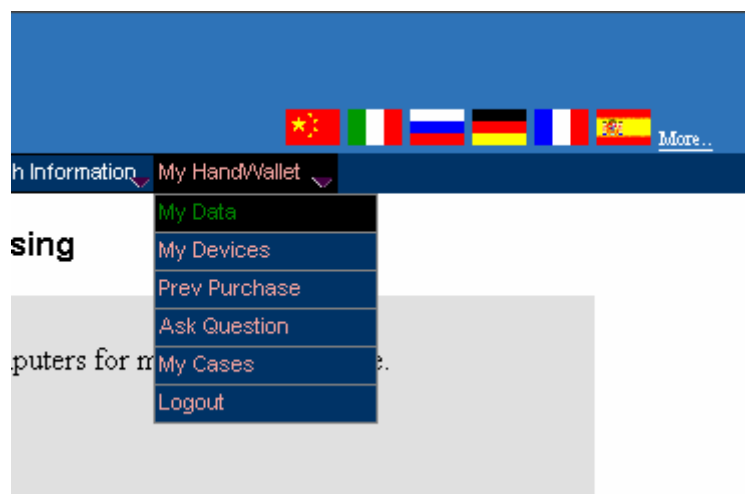 More..
h Information
My HandWallet
My Data
sing
My Devices
Prev Purchase
Ask Question
puters for m
e.
My Cases
Logout